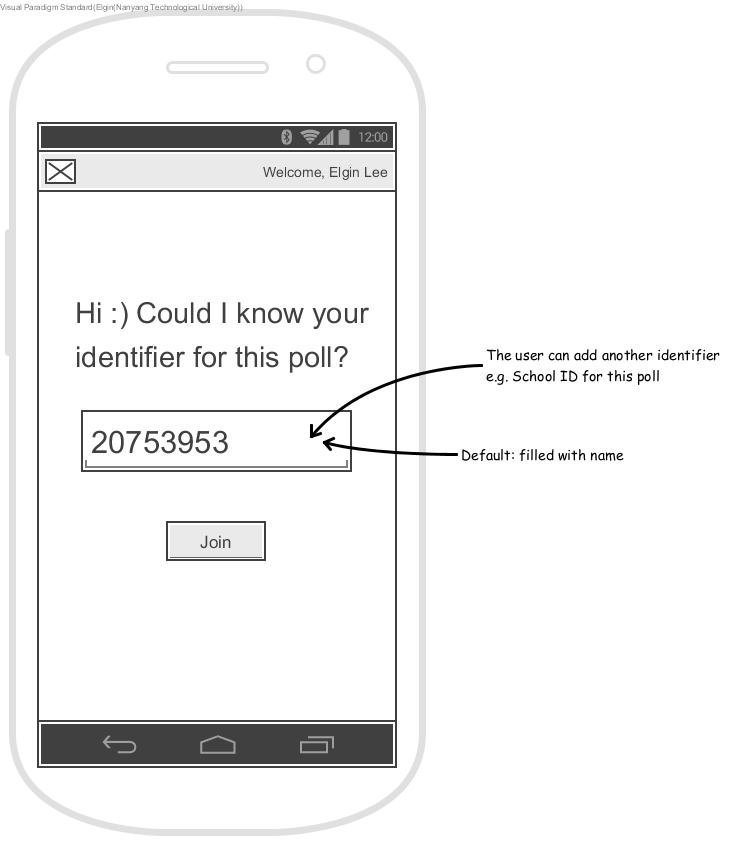 Visual Paradigm Standard(Elgin(Nanyang Technological University))
12:00
Welcome, Elgin Lee
Hi :) Could I know your
identifier for this poll?
The user can add another identifier
e.g. School ID for this poll
20753953
Default: filled with name
Join